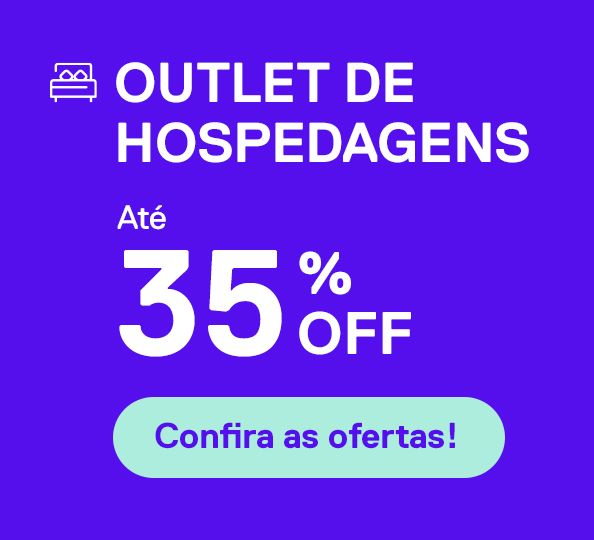 OUTLET DE
HOSPEDAGENS
Até
35% OFF
Confira as ofertas!